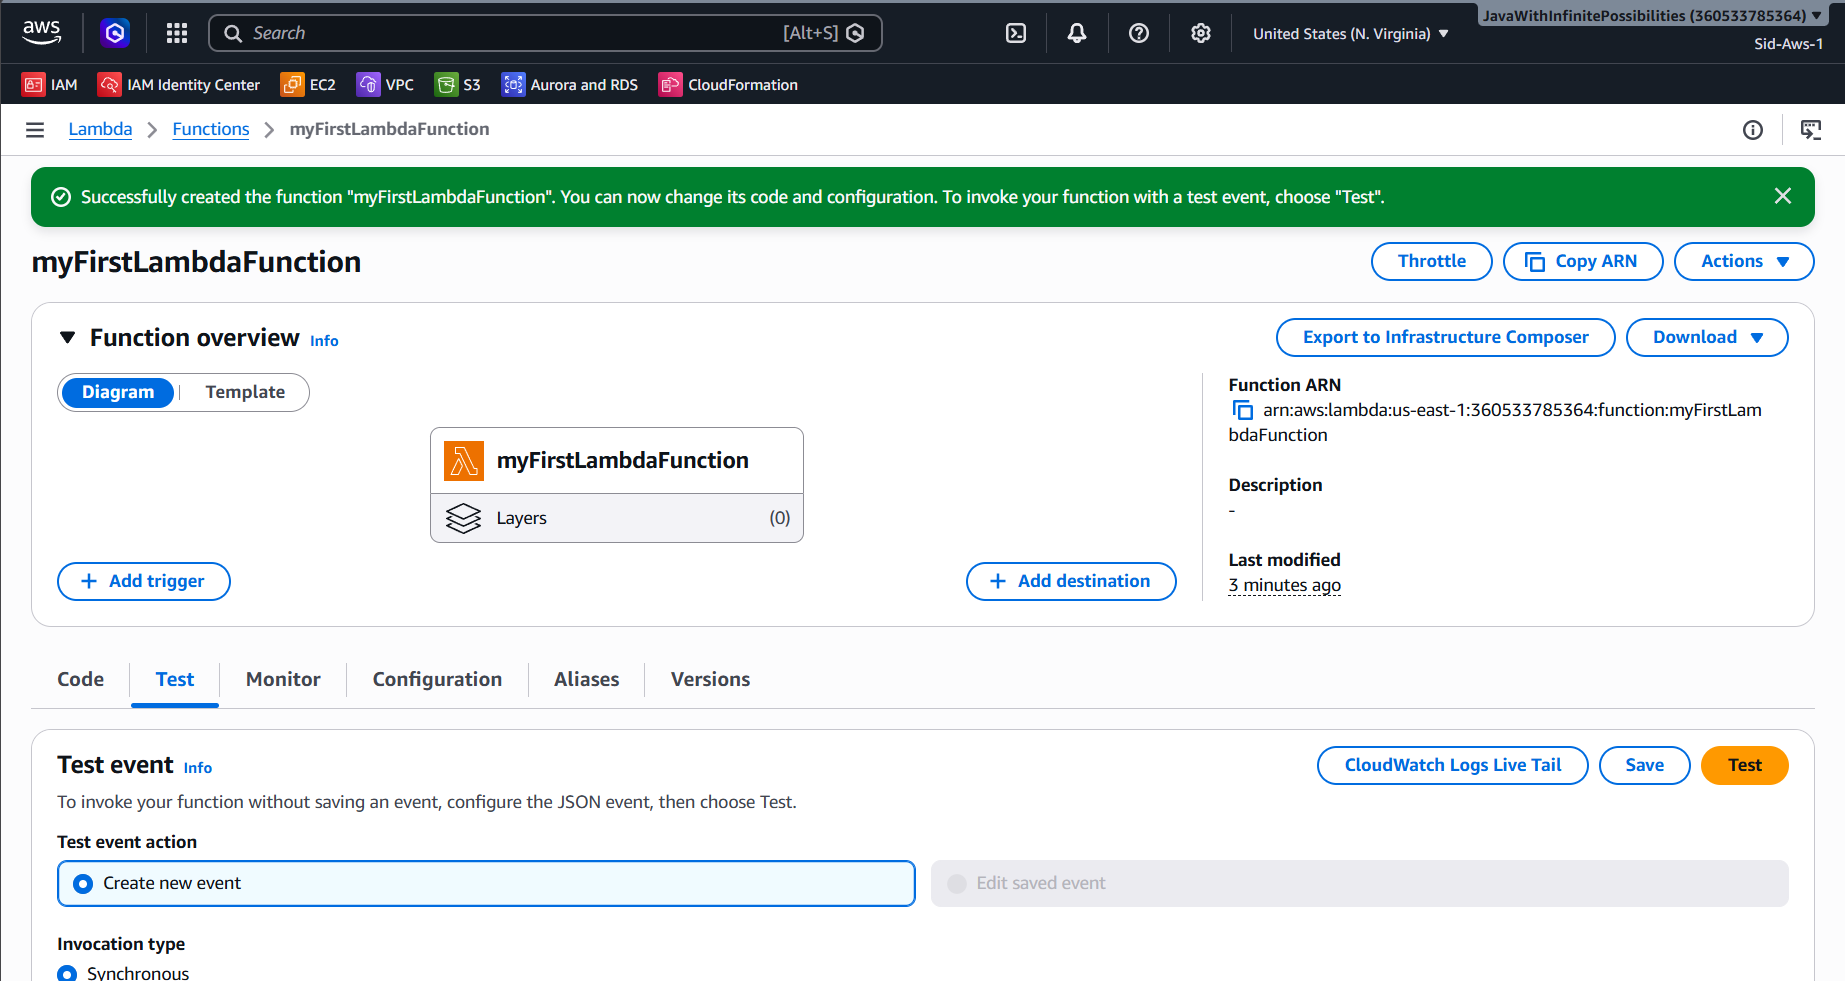 aws
Search [Alt+S]
United States (N. Virginia)
JavaWithInfinitePossibilities (360533785364)
Sid-Aws-1
IAM IAM Identity Center EC2 VPC S3 Aurora and RDS CloudFormation
Lambda Functions myFirstLambdaFunction
Successfully created the function "myFirstLambdaFunction". You can now change its code and configuration. To invoke your function with a test event, choose "Test".
myFirstLambdaFunction
Throttle Copy ARN Actions
Function overview Info
Export to Infrastructure Composer Download
Diagram Template
myFirstLambdaFunction
Layers (0)
Add trigger
Add destination
Function ARN
arn:aws:lambda:us-east-1:360533785364:function:myFirstLam
bdaFunction
Description
-
Last modified
3 minutes ago
Code Test Monitor Configuration Aliases Versions
Test event Info
CloudWatch Logs Live Tail Save Test
To invoke your function without saving an event, configure the JSON event, then choose Test.
Test event action
Create new event Edit saved event
Invocation type
Synchronous